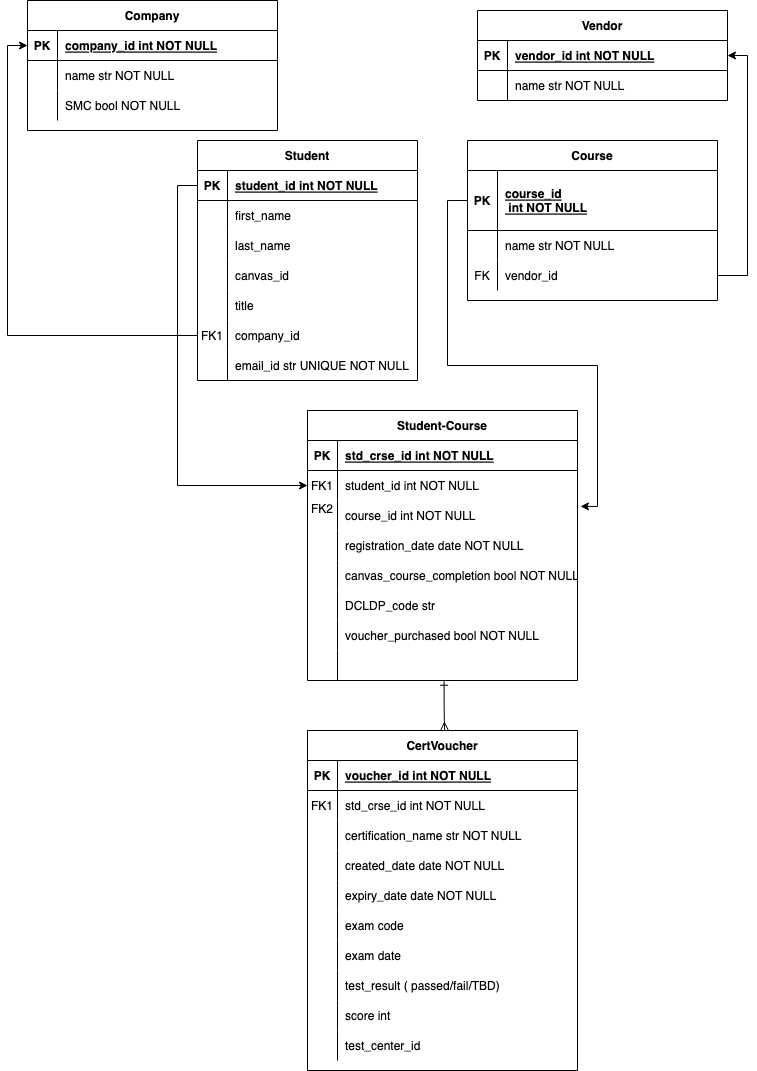 Company
PK company_id int NOT NULL
name str NOT NULL
SMC bool NOT NULL
Vendor
PK vendor_id int NOT NULL
name str NOT NULL
Student
PK student_id int NOT NULL
first_name
last_name
canvas_id
title
FK1 company_id
email_id str UNIQUE NOT NULL
Course
PK course_id
int NOT NULL
name str NOT NULL
FK vendor_id
Student-Course
PK std_crse_id int NOT NULL
FK1 student_id int NOT NULL
FK2 course_id int NOT NULL
registration_date date NOT NULL
canvas_course_completion bool NOT NULL
DCLDP_code str
voucher_purchased bool NOT NULL
CertVoucher
PK voucher_id int NOT NULL
FK1 std_crse_id int NOT NULL
certification_name str NOT NULL
created_date date NOT NULL
expiry_date date NOT NULL
exam code
exam date
test_result ( passed/fail/TBD)
score int
test_center_id